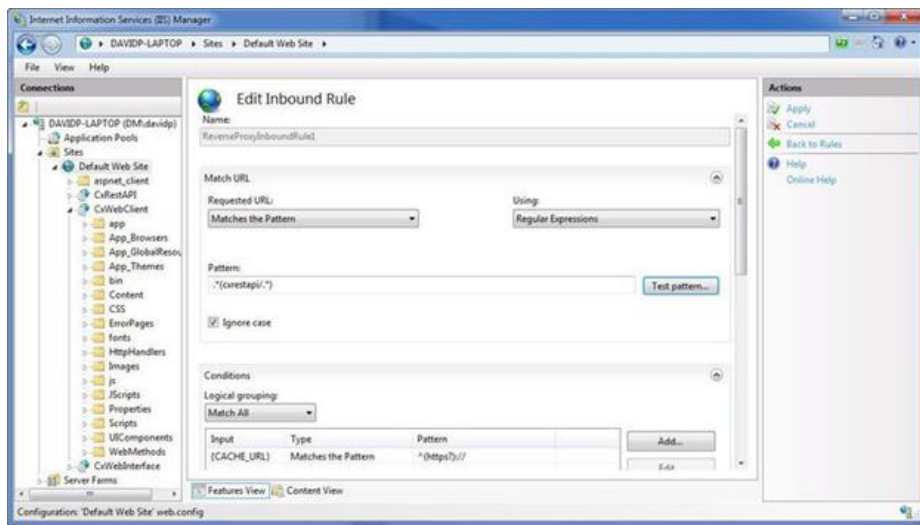 Internet Information Services (IIS) Manager
DAVIDP-LAPTOP Sites Default Web Site
File View Help
Connections
DAVIDP-LAPTOP (DM\davidp)
Application Pools
Sites
Default Web Site
aspnet_client
CxRestAPI
CxWebClient
app
App_Browsers
App_GlobalResou
App_Themes
bin
Content
CSS
ErrorPages
fonts
HttpHandlers
Images
js
JScripts
Properties
Scripts
UIComponents
WebMethods
CxWebInterface
Server Farms
Edit Inbound Rule
Name:
ReverseProxyInboundRule1
Match URL
Requested URL: Using:
Matches the Pattern Regular Expressions
Pattern:
.*(cxrestapi/.*) Test pattern...
Ignore case
Conditions
Logical grouping:
Match All
Input Type Pattern Add...
{CACHE_URL} Matches the Pattern ^(https?):// Edit
Features View Content View
Actions
Apply
Cancel
Back to Rules
Help
Online Help
Configuration: 'Default Web Site' web.config